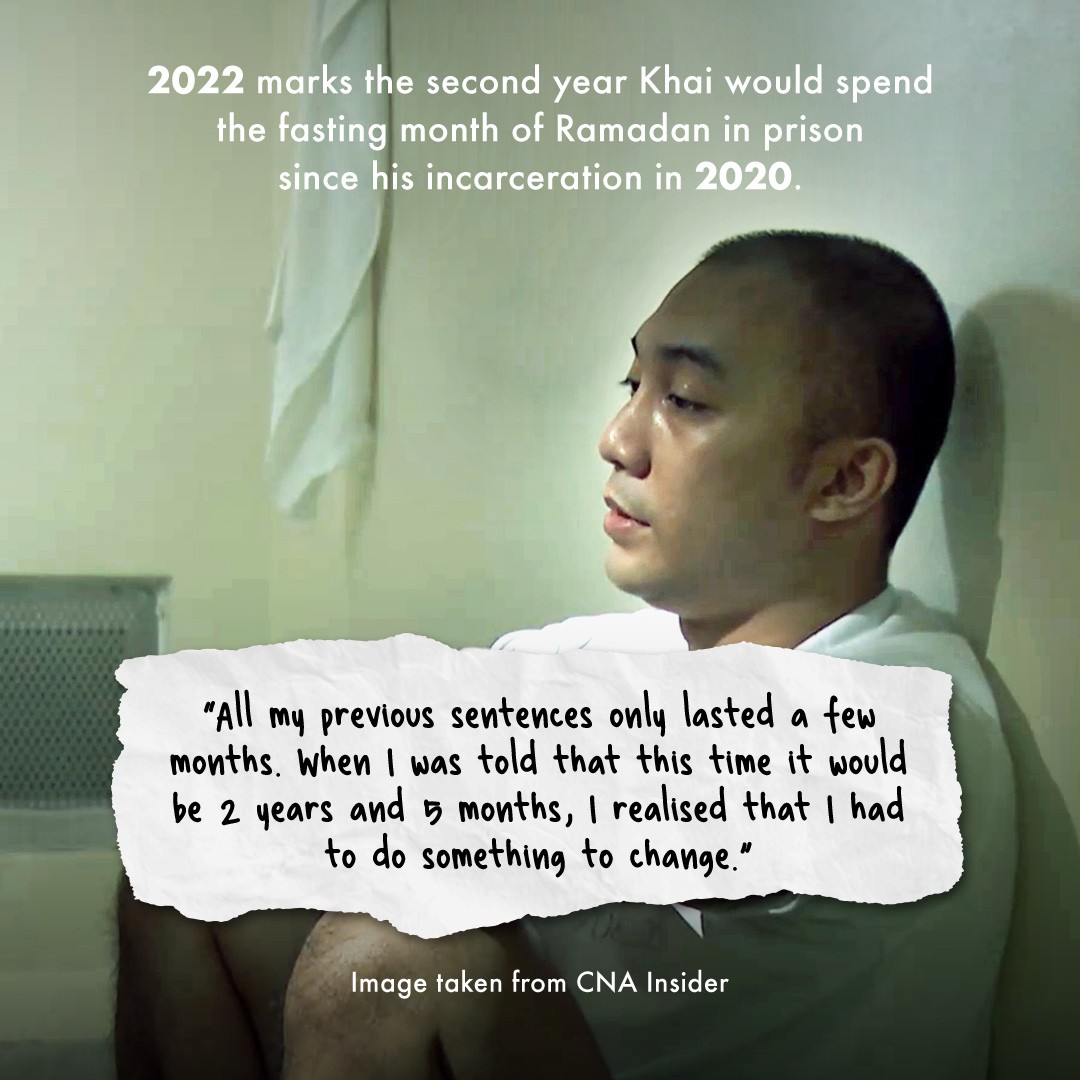 2022 marks the second year Khai would spend
the fasting month of Ramadan in prison
since his incarceration in 2020.
"All my previous sentences only lasted a few
months. When I was told that this time it would
be 2 years and 5 months, I realised that I had
to do something to change."
Image taken from CNA Insider